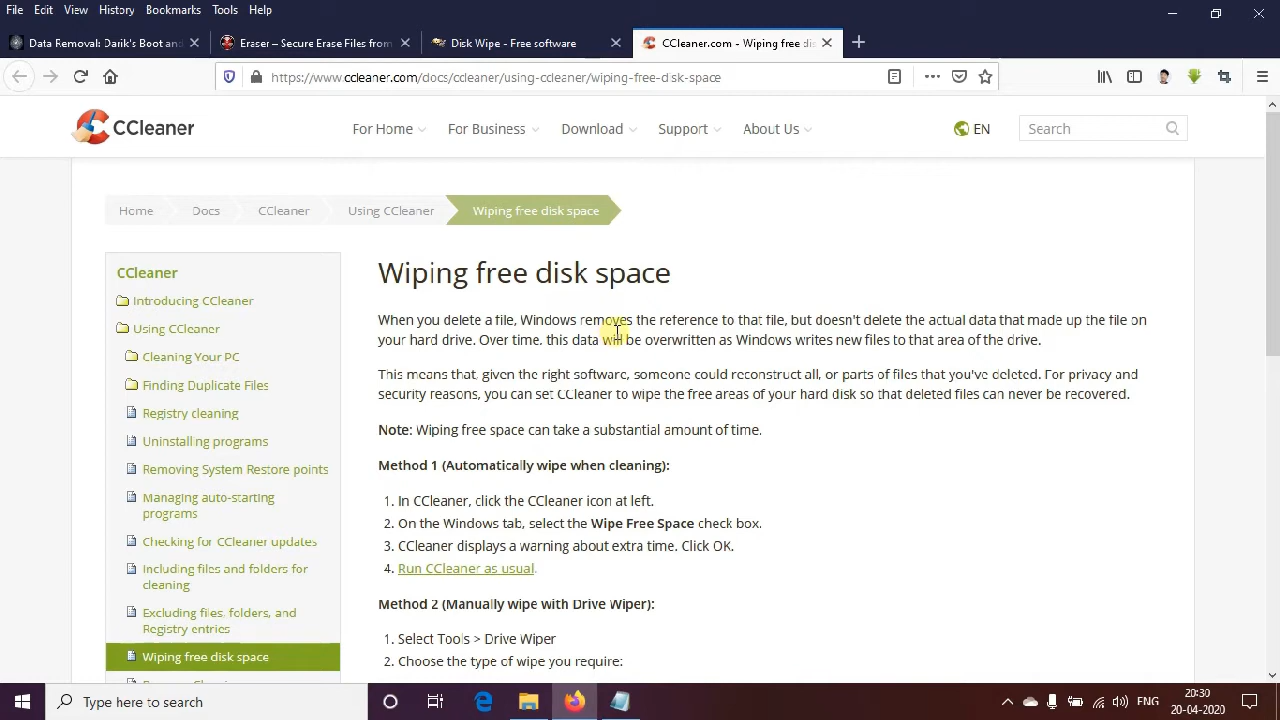 File Edit View History Bookmarks Tools Help
Data Removal: Darik's Boot and
Eraser – Secure Erase Files from
Disk Wipe - Free software
CCleaner.com - Wiping free dis
https://www.ccleaner.com/docs/ccleaner/using-ccleaner/wiping-free-disk-space
CCleaner
For Home
For Business
Download
Support
About Us
EN
Search
Home
Docs
CCleaner
Using CCleaner
Wiping free disk space
CCleaner
Introducing CCleaner
Using CCleaner
Cleaning Your PC
Finding Duplicate Files
Registry cleaning
Uninstalling programs
Removing System Restore points
Managing auto-starting
programs
Checking for CCleaner updates
Including files and folders for
cleaning
Excluding files, folders, and
Registry entries
Wiping free disk space
Wiping free disk space
When you delete a file, Windows removes the reference to that file, but doesn't delete the actual data that made up the file on
your hard drive. Over time, this data will be overwritten as Windows writes new files to that area of the drive.
This means that, given the right software, someone could reconstruct all, or parts of files that you've deleted. For privacy and
security reasons, you can set CCleaner to wipe the free areas of your hard disk so that deleted files can never be recovered.
Note: Wiping free space can take a substantial amount of time.
Method 1 (Automatically wipe when cleaning):
1. In CCleaner, click the CCleaner icon at left.
2. On the Windows tab, select the Wipe Free Space check box.
3. CCleaner displays a warning about extra time. Click OK.
4. Run CCleaner as usual.
Method 2 (Manually wipe with Drive Wiper):
1. Select Tools > Drive Wiper
2. Choose the type of wipe you require:
Type here to search
ENG
20:30
20-04-2020